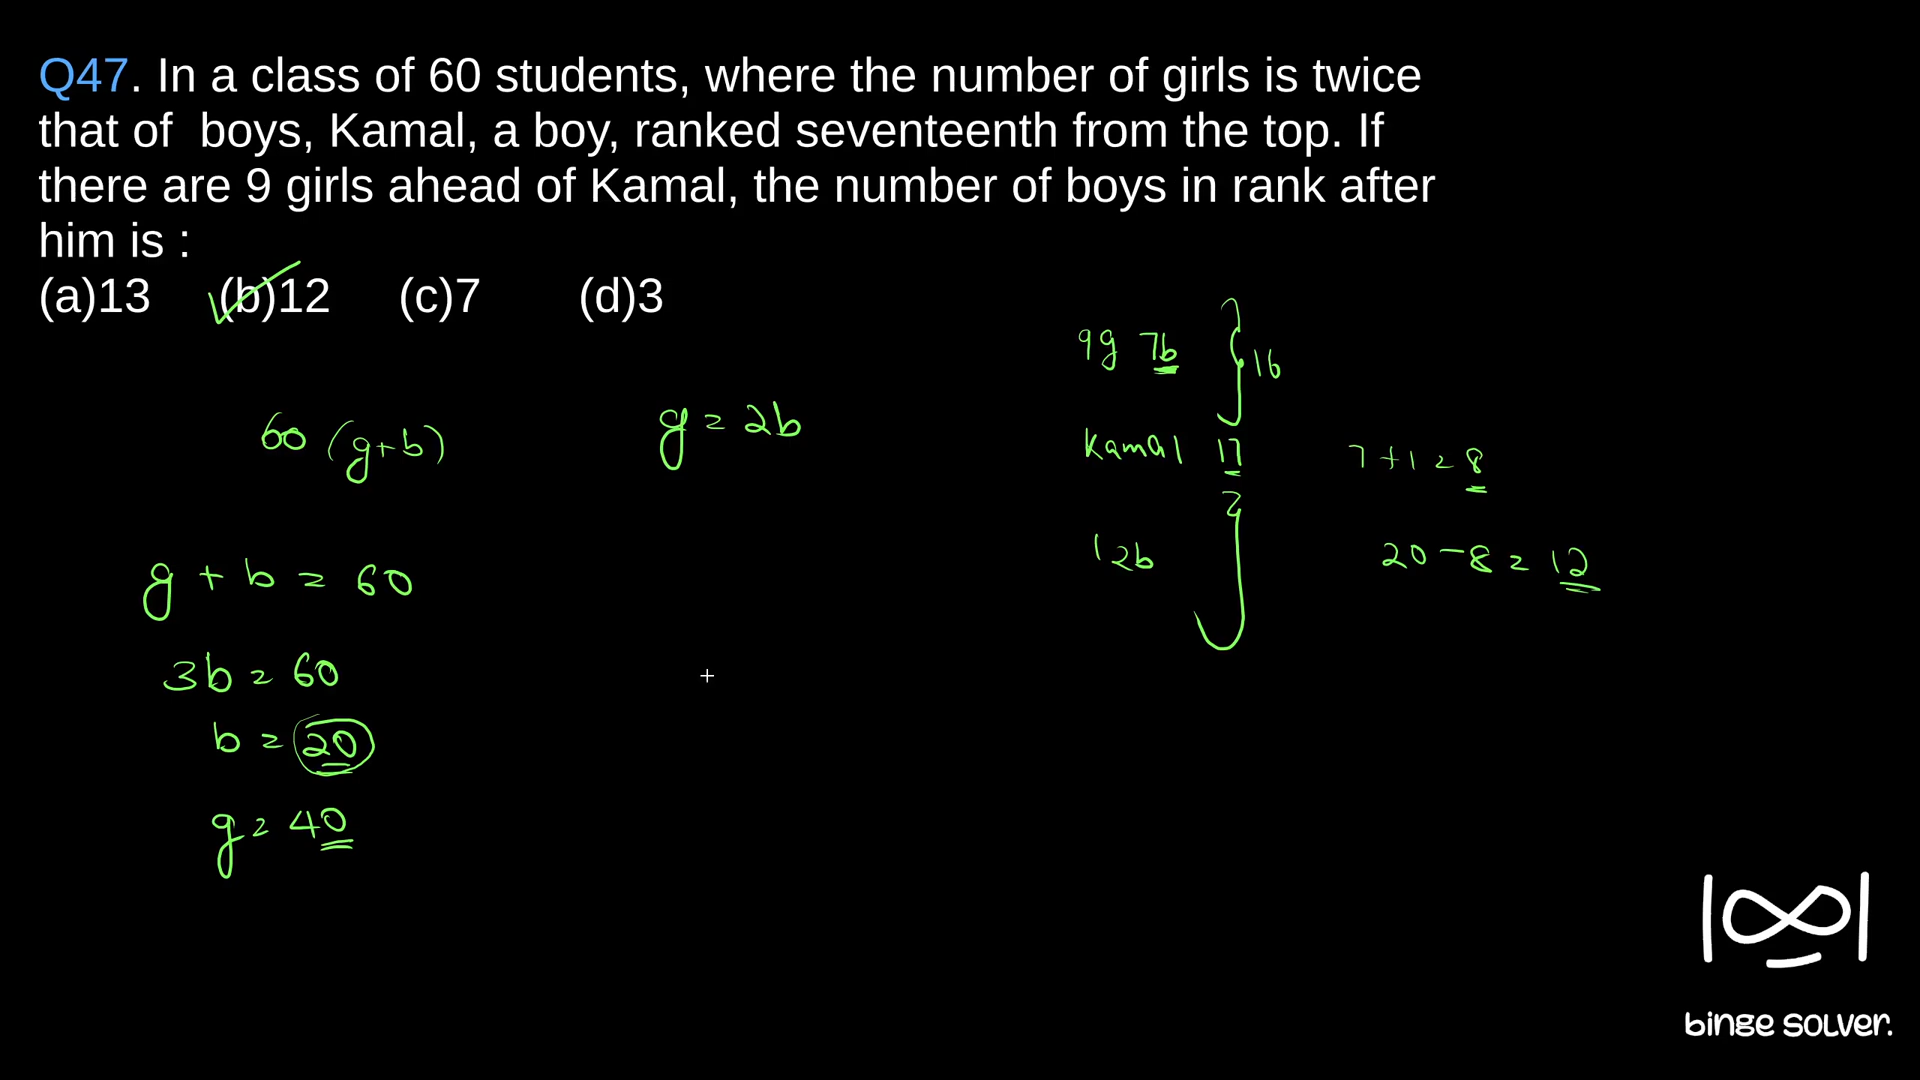 Q47. In a class of 60 students, where the number of girls is twice
that of boys, Kamal, a boy, ranked seventeenth from the top. If
there are 9 girls ahead of Kamal, the number of boys in rank after
him is :
(a)13 (b)12 (c)7 (d)3
9g 7b } 16
60 (g+b) g = 2b
Kamal 17 7 + 1 = 8
12b 20 - 8 = 12
g + b = 60
3b = 60
b = 20
g = 40
binge SOLVER.